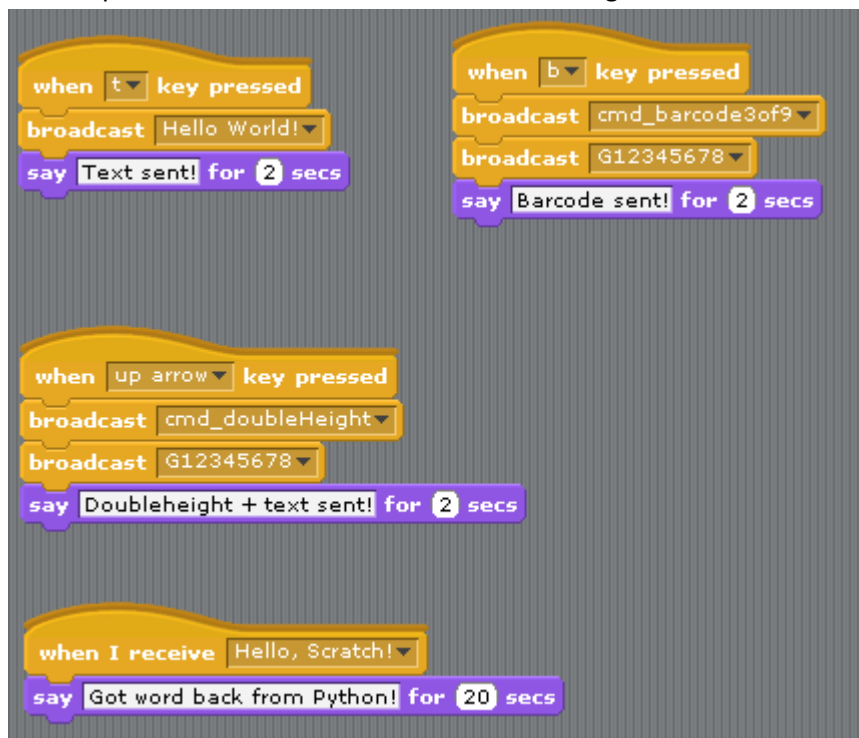 when t key pressed
broadcast Hello World!
say Text sent! for 2 secs
when b key pressed
broadcast cmd_barcode3of9
broadcast G12345678
say Barcode sent! for 2 secs
when up arrow key pressed
broadcast cmd_doubleHeight
broadcast G12345678
say Doubleheight + text sent! for 2 secs
when I receive Hello, Scratch!
say Got word back from Python! for 20 secs